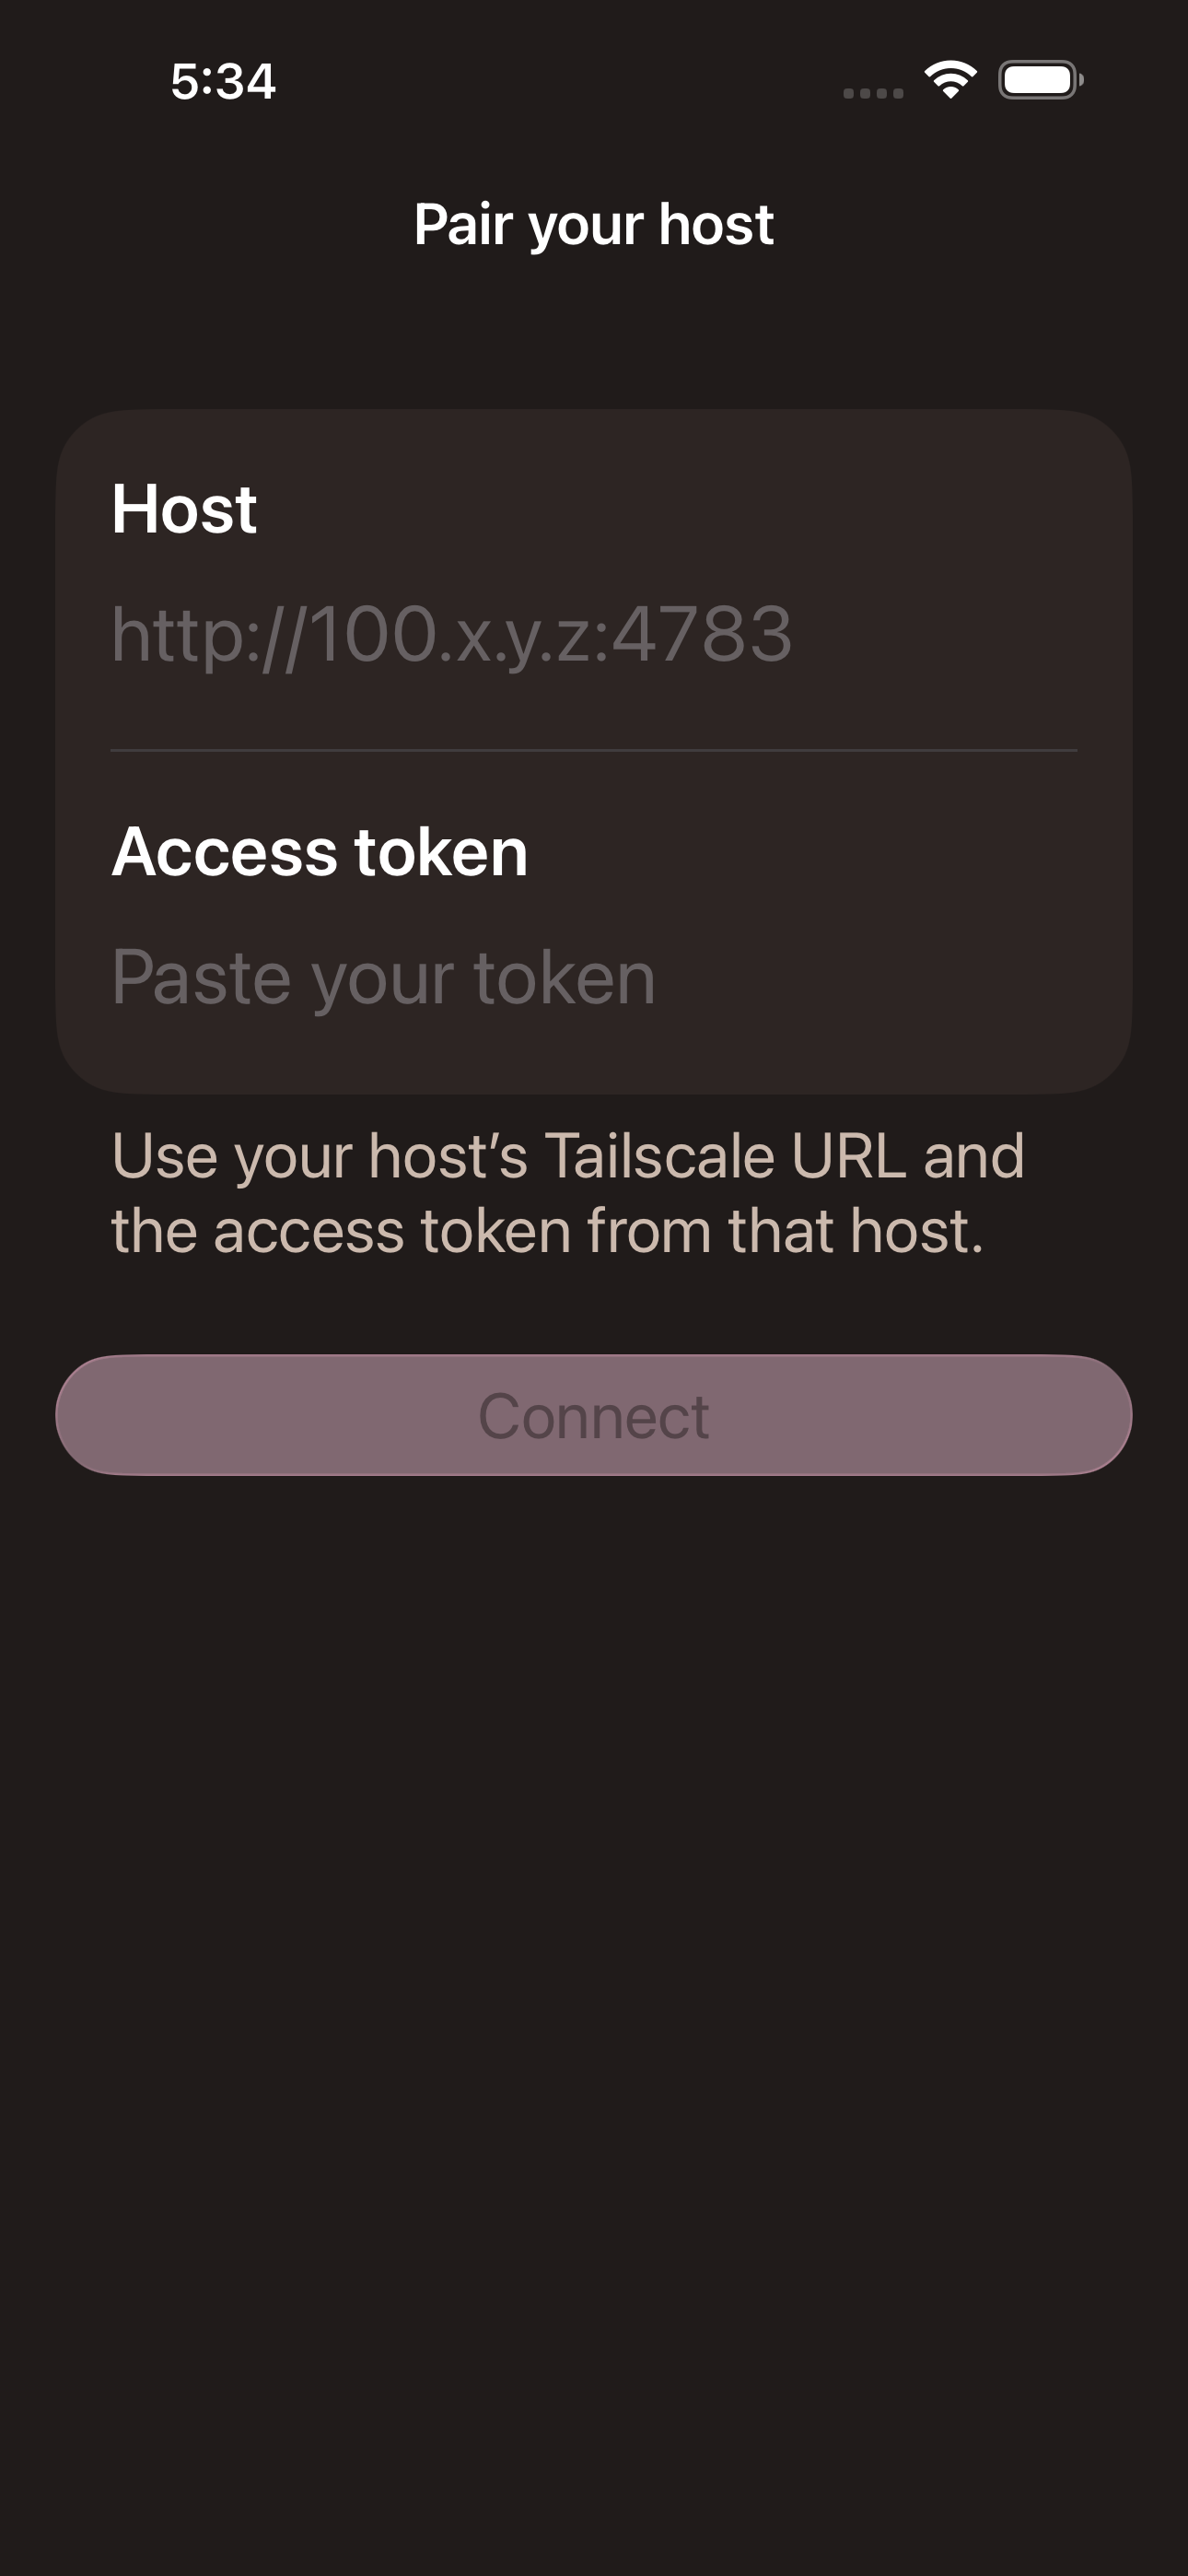 5:34
Pair your host
Host
http://100.x.y.z:4783
Access token
Paste your token
Use your host’s Tailscale URL and
the access token from that host.
Connect